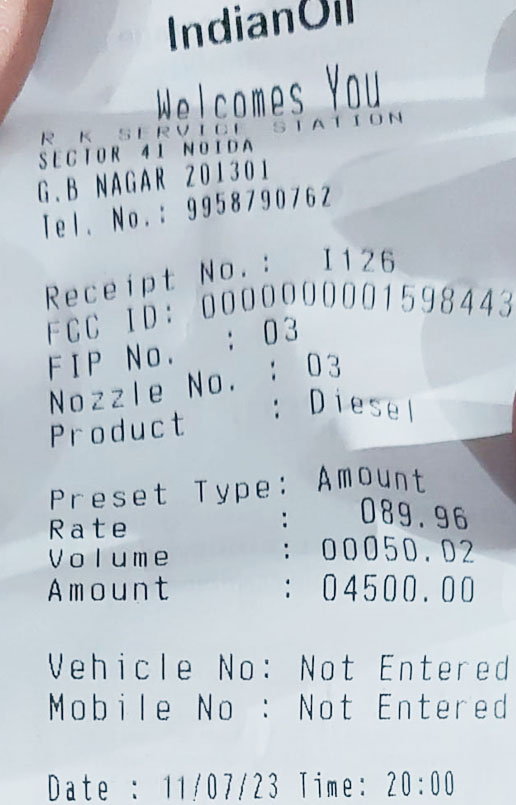 IndianOil
Welcomes You
R K SERVICE STATION
SECTOR 41 NOIDA
G.B NAGAR 201301
Tel. No.: 9958790762
Receipt No.: I126
FCC ID: 0000000001598443
FIP No. : 03
Nozzle No. : 03
Product : Diesel
Preset Type: Amount
Rate : 089.96
Volume : 00050.02
Amount : 04500.00
Vehicle No: Not Entered
Mobile No : Not Entered
Date : 11/07/23 Time: 20:00